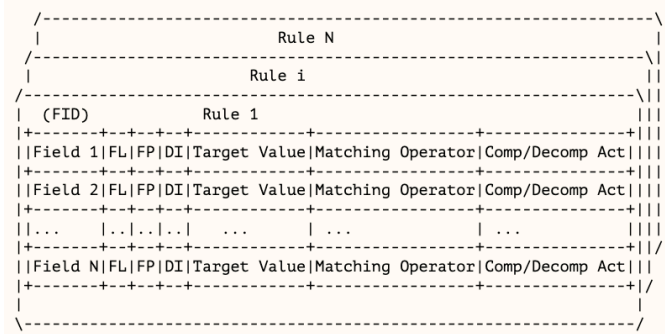 Rule N
Rule i
(FID) Rule 1
Field 1|FL|FP|DI|Target Value|Matching Operator|Comp/Decomp Act
Field 2|FL|FP|DI|Target Value|Matching Operator|Comp/Decomp Act
...|..|..|..|...|...|...
Field N|FL|FP|DI|Target Value|Matching Operator|Comp/Decomp Act